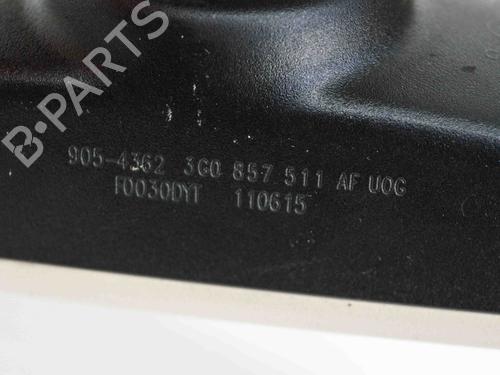 B-PARTS
905-4362 3G0 857 511 AF UOG
F0030DYT 110615